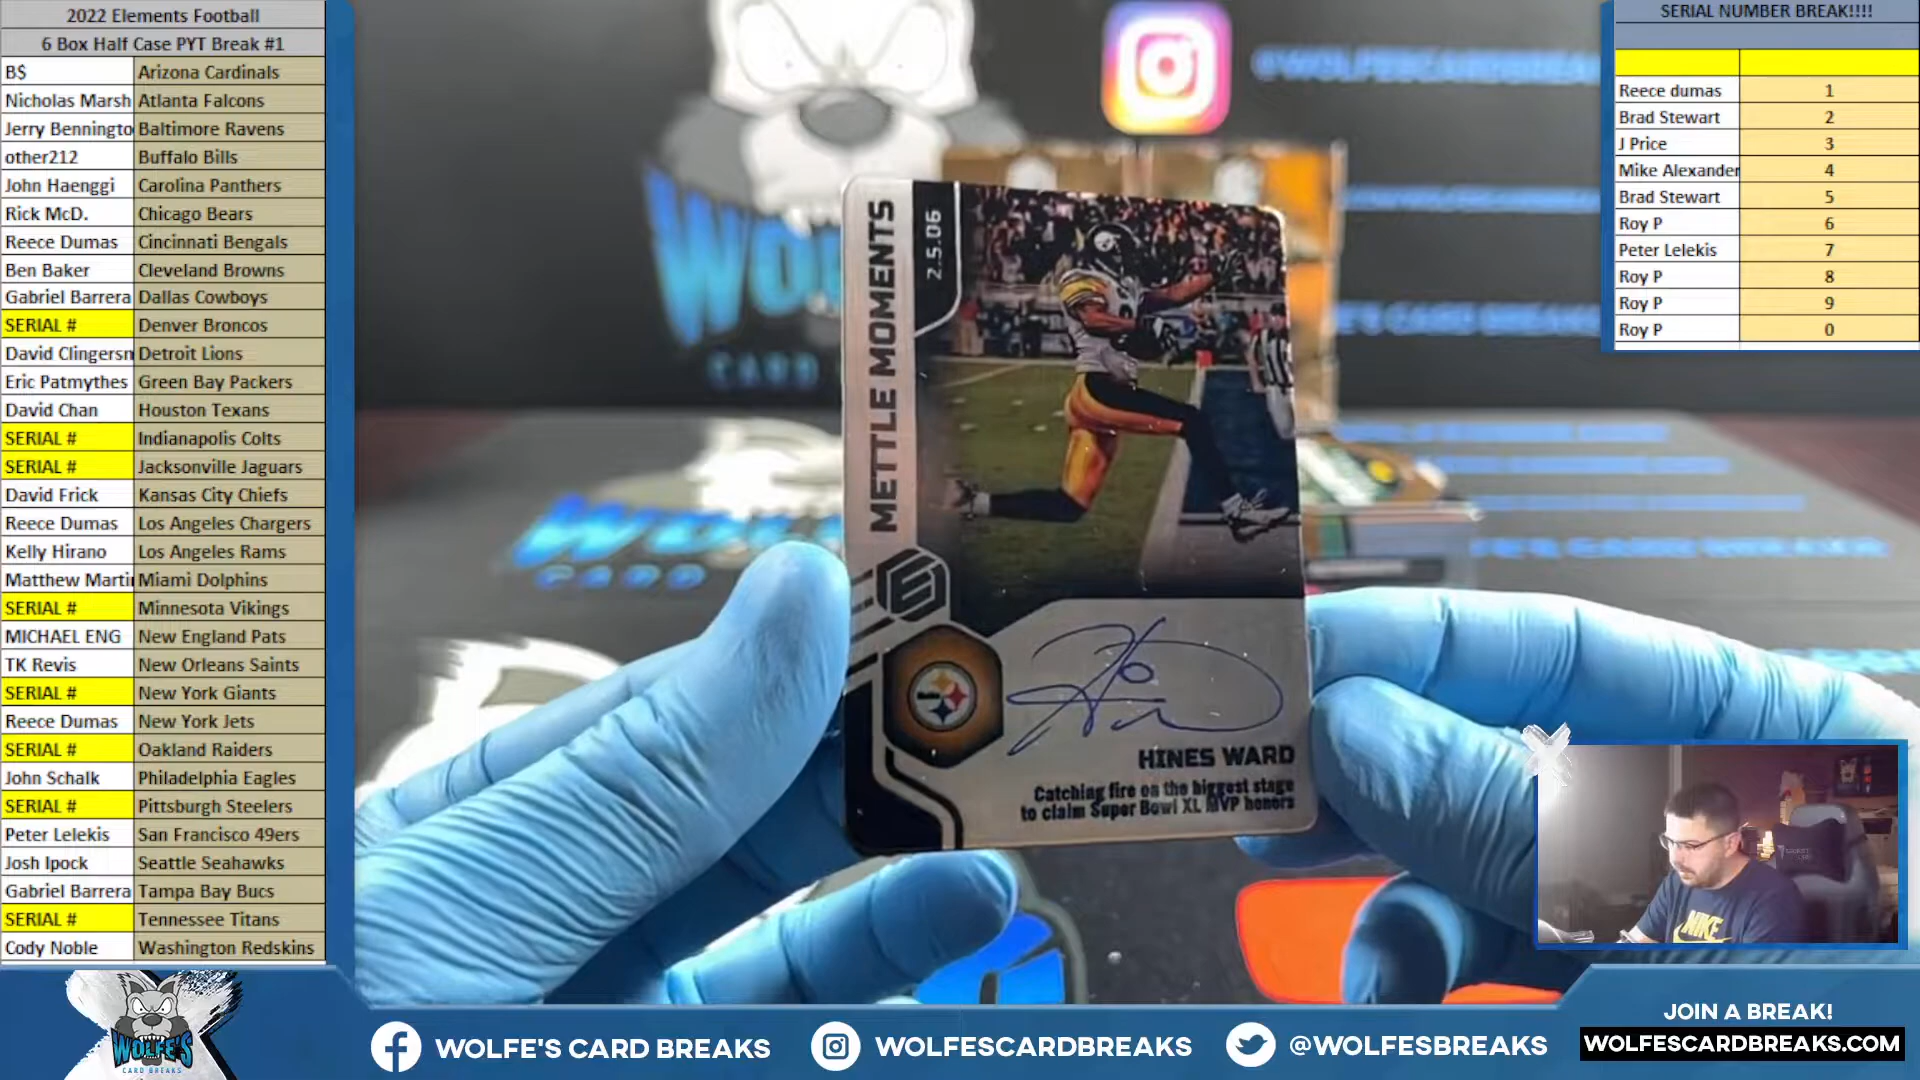 2022 Elements Football
6 Box Half Case PYT Break #1
B$ Arizona Cardinals
Nicholas Marsh Atlanta Falcons
Jerry Benningto Baltimore Ravens
other212 Buffalo Bills
John Haenggi Carolina Panthers
Rick McD. Chicago Bears
Reece Dumas Cincinnati Bengals
Ben Baker Cleveland Browns
Gabriel Barrera Dallas Cowboys
SERIAL # Denver Broncos
David Clingersn Detroit Lions
Eric Patmythes Green Bay Packers
David Chan Houston Texans
SERIAL # Indianapolis Colts
SERIAL # Jacksonville Jaguars
David Frick Kansas City Chiefs
Reece Dumas Los Angeles Chargers
Kelly Hirano Los Angeles Rams
Matthew Marti Miami Dolphins
SERIAL # Minnesota Vikings
MICHAEL ENG New England Pats
TK Revis New Orleans Saints
SERIAL # New York Giants
Reece Dumas New York Jets
SERIAL # Oakland Raiders
John Schalk Philadelphia Eagles
SERIAL # Pittsburgh Steelers
Peter Lelekis San Francisco 49ers
Josh Ipock Seattle Seahawks
Gabriel Barrera Tampa Bay Bucs
SERIAL # Tennessee Titans
Cody Noble Washington Redskins
SERIAL NUMBER BREAK!!!!
Reece dumas 1
Brad Stewart 2
J Price 3
Mike Alexander 4
Brad Stewart 5
Roy P 6
Peter Lelekis 7
Roy P 8
Roy P 9
Roy P 0
@WOLFESCARDBREAK
WOL
CARD
METTLE MOMENTS
2.5.06
HINES WARD
Catching fire on the biggest stage
to claim Super Bowl XL MVP honors
NIKE
WOLFE'S
CARD BREAKS
WOLFE'S CARD BREAKS
WOLFESCARDBREAKS
@WOLFESBREAKS
JOIN A BREAK!
WOLFESCARDBREAKS.COM